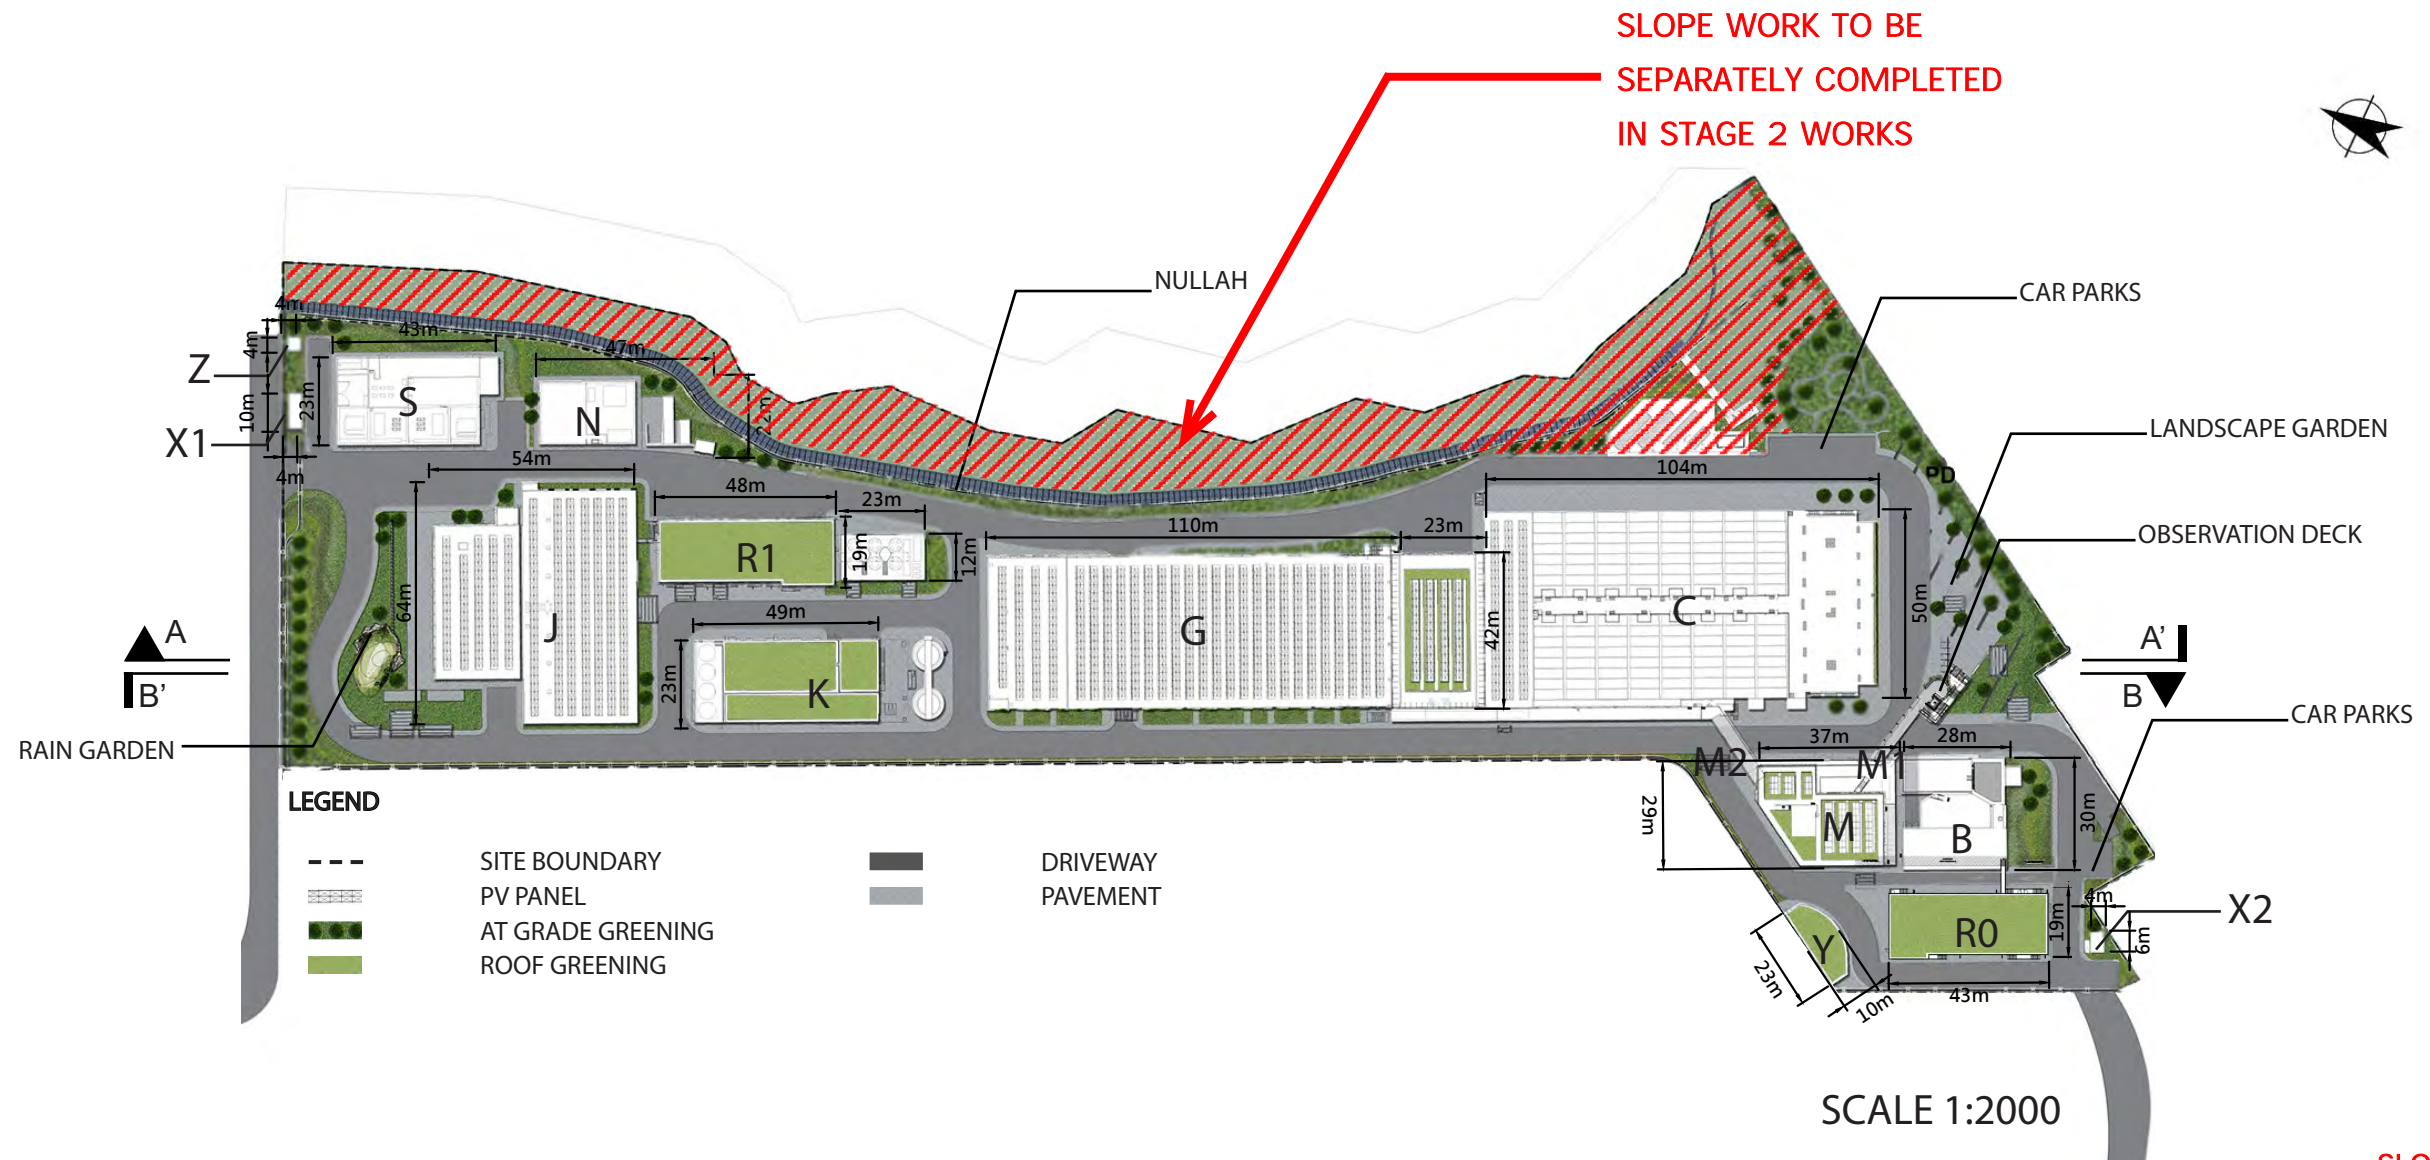 SLOPE WORK TO BE
SEPARATELY COMPLETED
IN STAGE 2 WORKS
NULLAH
CAR PARKS
4m
43m
4m
47m
Z
S
10m
23m
N
X1
4m
54m
LANDSCAPE GARDEN
PD
104m
48m
23m
110m
23m
OBSERVATION DECK
R1
19m
12m
64m
J
49m
G
42m
C
50m
A
B'
A'
B
23m
K
RAIN GARDEN
CAR PARKS
M2
37m
M1
28m
29m
M
B
30m
LEGEND
SITE BOUNDARY
PV PANEL
AT GRADE GREENING
ROOF GREENING
DRIVEWAY
PAVEMENT
4m
X2
Y
R0
19m
6m
23m
10m
43m
SCALE 1:2000